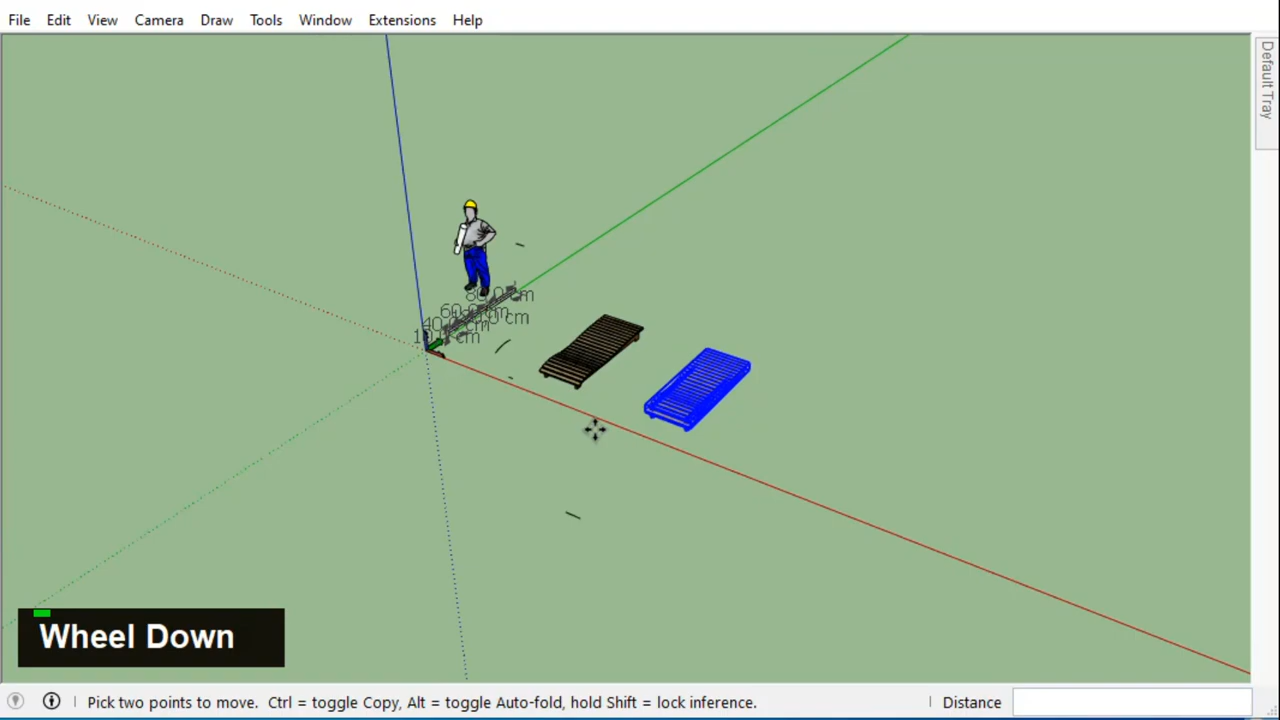 File Edit View Camera Draw Tools Window Extensions Help
Default Tray
Wheel Down
Pick two points to move. Ctrl = toggle Copy, Alt = toggle Auto-fold, hold Shift = lock inference.
Distance